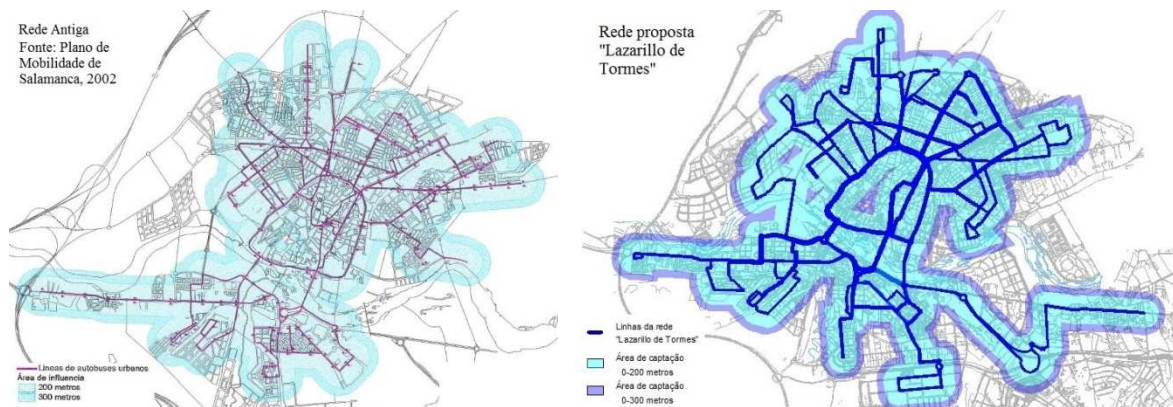 Rede Antiga
Fonte: Plano de
Mobilidade de
Salamanca, 2002
Líneas de autobuses urbanos
Área de influencia
200 metros
300 metros
Rede proposta
"Lazarillo de
Tormes"
Linhas da rede
"Lazarillo de Tormes"
Área de captação
0-200 metros
Área de captação
0-300 metros